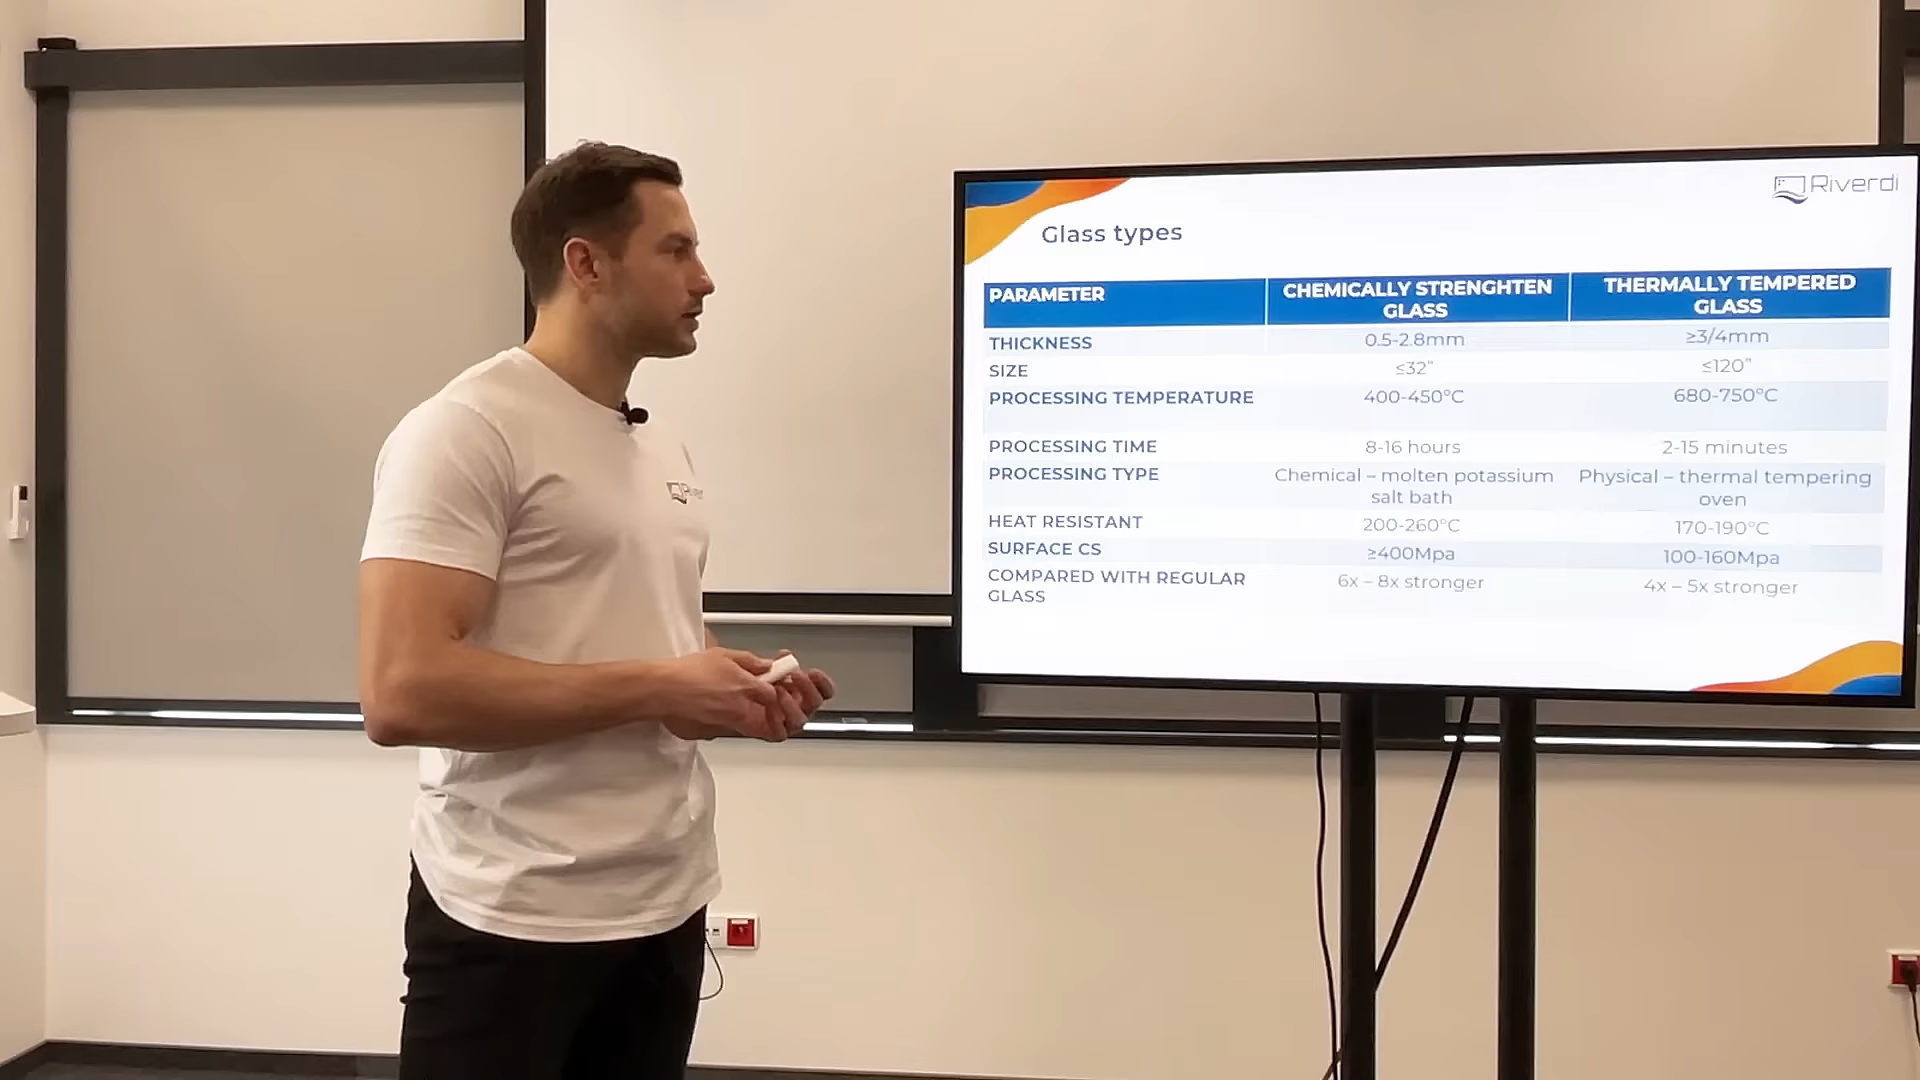 Riverdi
Glass types
PARAMETER
CHEMICALLY STRENGHTEN
GLASS
THERMALLY TEMPERED
GLASS
THICKNESS
0.5-2.8mm
≥3/4mm
SIZE
≤32”
≤120”
PROCESSING TEMPERATURE
400-450°C
680-750°C
PROCESSING TIME
8-16 hours
2-15 minutes
PROCESSING TYPE
Chemical – molten potassium
salt bath
Physical – thermal tempering
oven
HEAT RESISTANT
200-260°C
170-190°C
SURFACE CS
≥400Mpa
100-160Mpa
COMPARED WITH REGULAR
GLASS
6x – 8x stronger
4x – 5x stronger